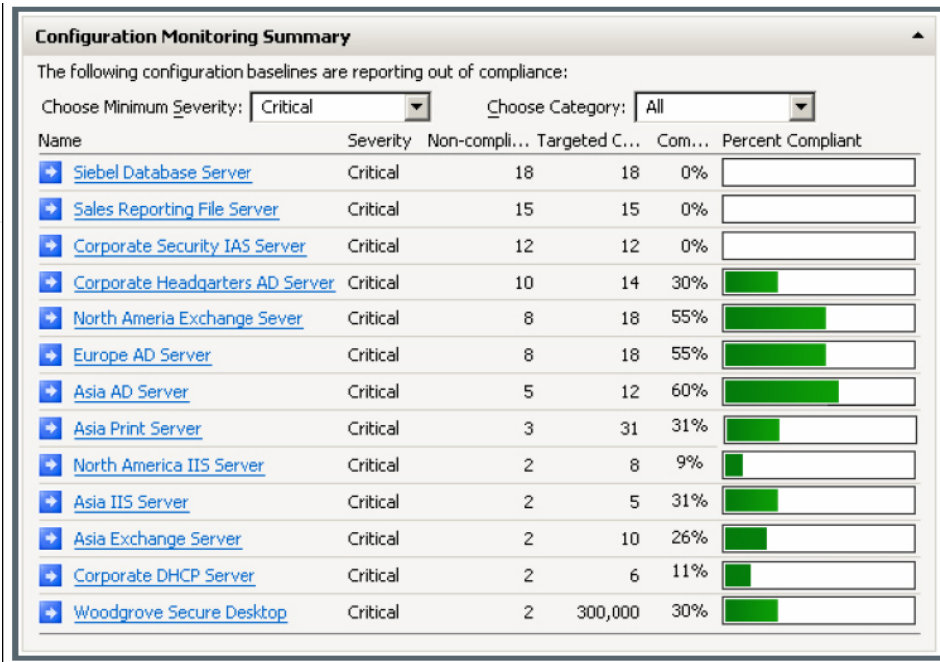 Configuration Monitoring Summary
The following configuration baselines are reporting out of compliance:
Choose Minimum Severity: Critical Choose Category: All
Name Severity Non-compli... Targeted C... Com... Percent Compliant
Siebel Database Server Critical 18 18 0%
Sales Reporting File Server Critical 15 15 0%
Corporate Security IAS Server Critical 12 12 0%
Corporate Headqarters AD Server Critical 10 14 30%
North Ameria Exchange Sever Critical 8 18 55%
Europe AD Server Critical 8 18 55%
Asia AD Server Critical 5 12 60%
Asia Print Server Critical 3 31 31%
North America IIS Server Critical 2 8 9%
Asia IIS Server Critical 2 5 31%
Asia Exchange Server Critical 2 10 26%
Corporate DHCP Server Critical 2 6 11%
Woodgrove Secure Desktop Critical 2 300,000 30%